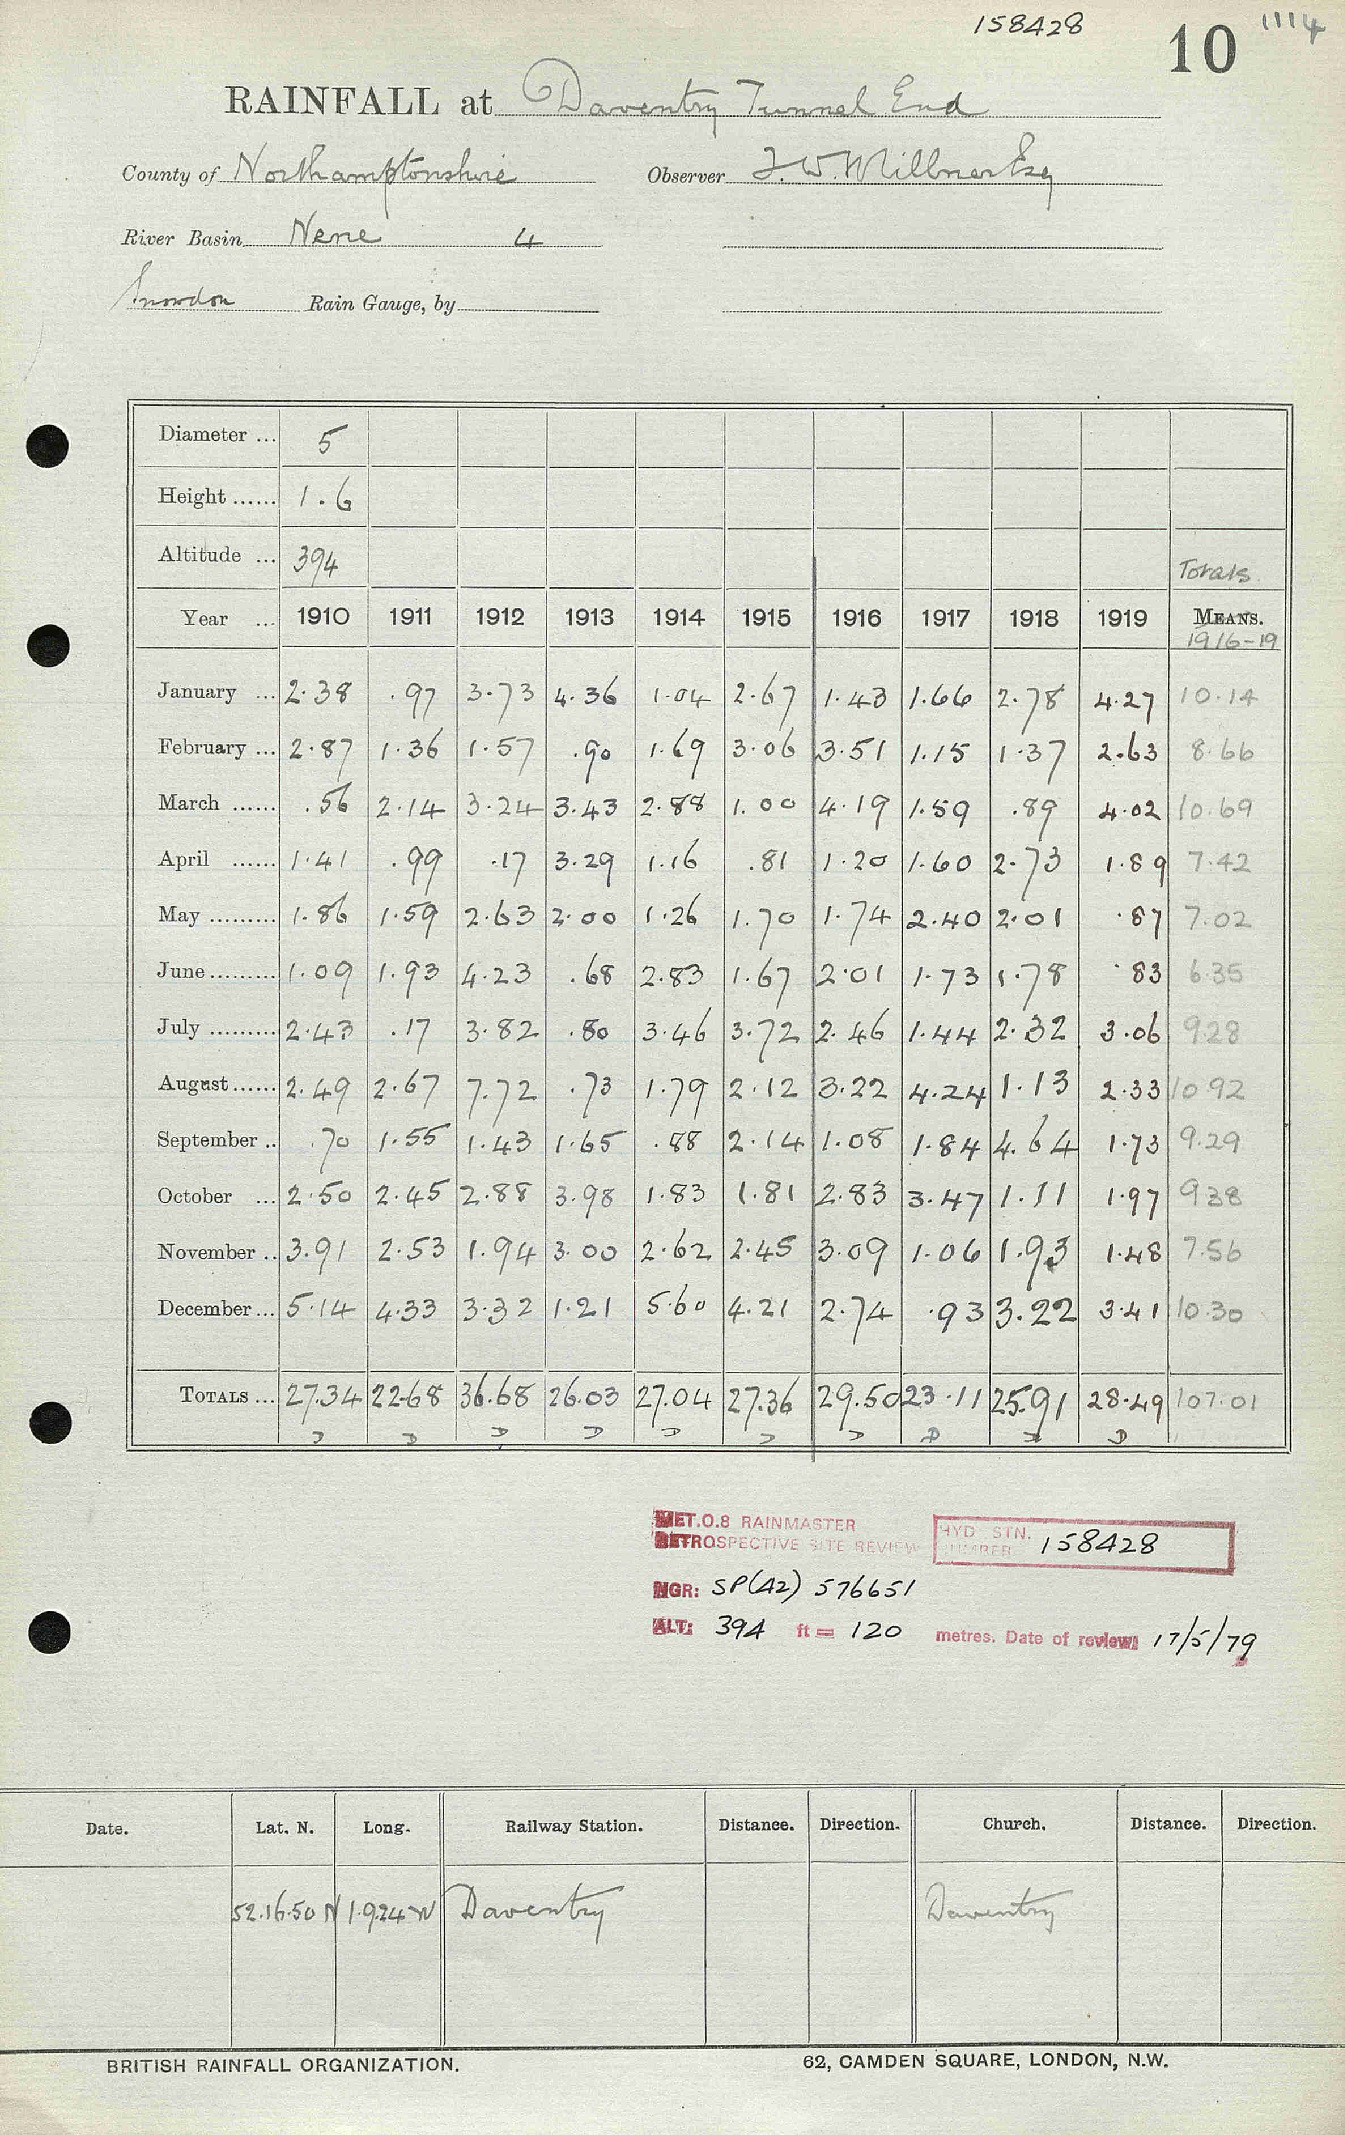 158428
10 1114
RAINFALL at Daventry Tunnel End
County of Northamptonshire Observer F. W. Millner Esq
River Basin Nene 4
Snowdon Rain Gauge, by
Diameter ... 5
Height ...... 1.6
Altitude ... 394 Totals
Year ... 1910 1911 1912 1913 1914 1915 1916 1917 1918 1919 MEANS.
1916-19
January ... 2.38 .97 3.73 4.36 1.04 2.67 1.43 1.66 2.78 4.27 10.14
February ... 2.87 1.36 1.57 .90 1.69 3.06 3.51 1.15 1.37 2.63 8.66
March ...... .56 2.14 3.24 3.43 2.88 1.00 4.19 1.59 .89 4.02 10.69
April ...... 1.41 .99 .17 3.29 1.16 .81 1.20 1.60 2.73 1.89 7.42
May ......... 1.86 1.59 2.63 2.00 1.26 1.70 1.74 2.40 2.01 .87 7.02
June ......... 1.09 1.93 4.23 .68 2.83 1.67 2.01 1.73 1.78 .83 6.35
July ......... 2.43 .17 3.82 .80 3.46 3.72 2.46 1.44 2.32 3.06 9.28
August ...... 2.49 2.67 7.72 .73 1.79 2.12 3.22 4.24 1.13 2.33 10.92
September .. .70 1.55 1.43 1.65 .88 2.14 1.08 1.84 4.64 1.73 9.29
October ... 2.50 2.45 2.88 3.98 1.83 1.81 2.83 3.47 1.11 1.97 9.38
November .. 3.91 2.53 1.94 3.00 2.62 2.45 3.09 1.06 1.93 1.48 7.56
December ... 5.14 4.33 3.32 1.21 5.60 4.21 2.74 .93 3.22 3.41 10.30
TOTALS ... 27.34 22.68 36.68 26.03 27.04 27.36 29.50 23.11 25.91 28.49 107.01
MET.O.8 RAINMASTER
RETROSPECTIVE SITE REVIEW HYD STN. NUMBER 158428
NGR: SP(42) 576651
ALT: 394 ft = 120 metres. Date of review: 17/5/79
Date. Lat. N. Long. Railway Station. Distance. Direction. Church. Distance. Direction.
52.16.50 N 1.9.24 W Daventry Daventry
BRITISH RAINFALL ORGANIZATION. 62, CAMDEN SQUARE, LONDON, N.W.